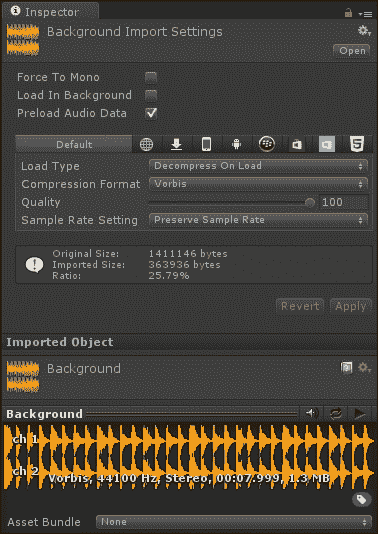 Inspector
Background Import Settings
Open
Force To Mono
Load In Background
Preload Audio Data
Default
Load Type Decompress On Load
Compression Format Vorbis
Quality 100
Sample Rate Setting Preserve Sample Rate
Original Size: 1411146 bytes
Imported Size: 363936 bytes
Ratio: 25.79%
Revert Apply
Imported Object
Background
Background
ch 1
ch 2
Vorbis, 44100 Hz, Stereo, 00:07.999, 1.3 MB
Asset Bundle None